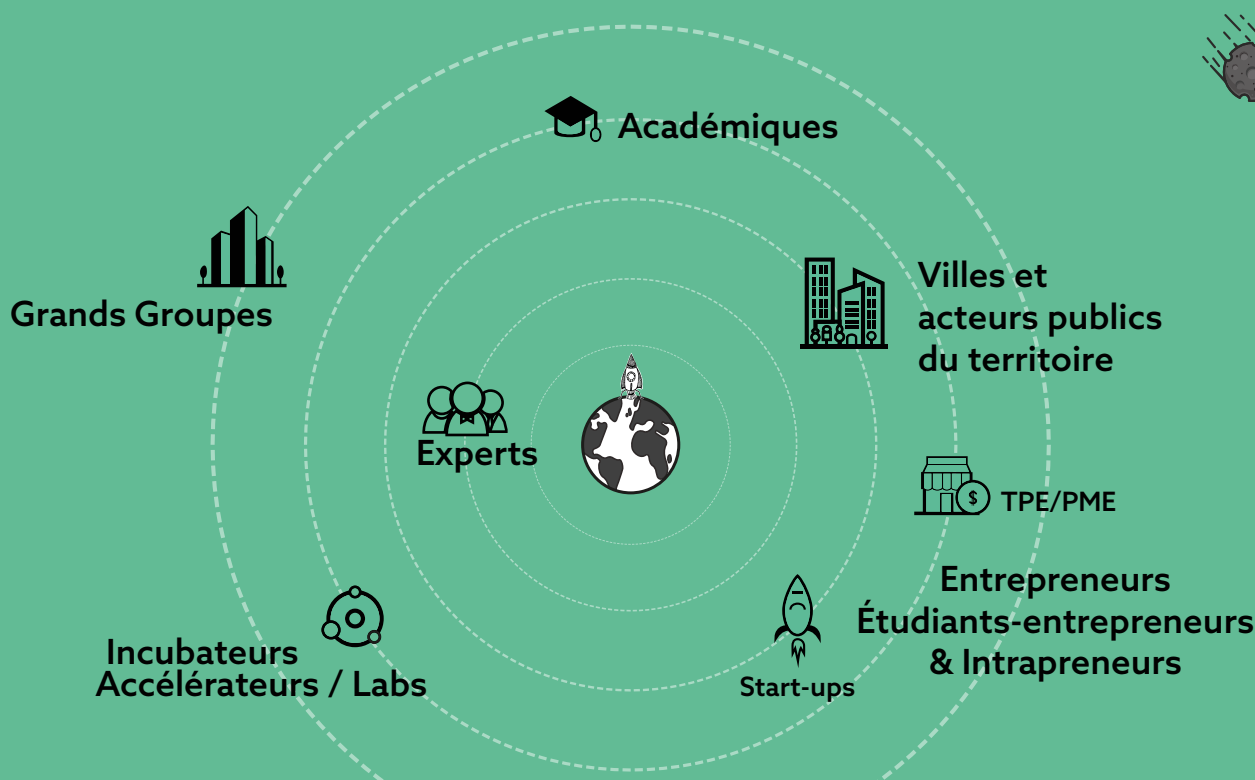 Académiques
Grands Groupes
Villes et
acteurs publics
du territoire
Experts
$
TPE/PME
Entrepreneurs
Étudiants-entrepreneurs
& Intrapreneurs
Incubateurs
Accélérateurs / Labs
Start-ups